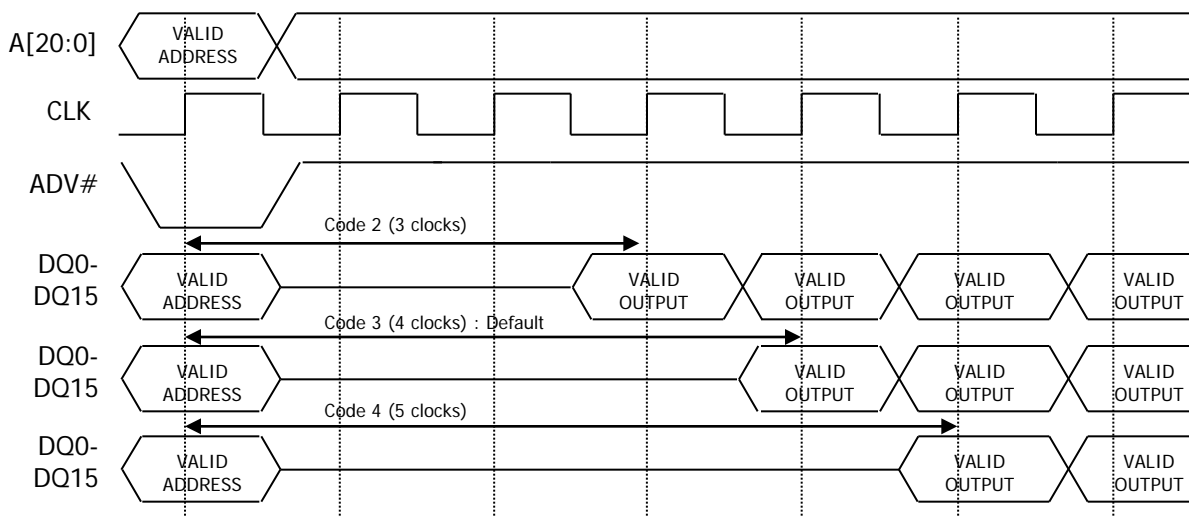 A[20:0]
VALID
ADDRESS
CLK
ADV#
Code 2 (3 clocks)
DQ0-
DQ15
VALID
ADDRESS
VALID
OUTPUT
VALID
OUTPUT
VALID
OUTPUT
VALID
OUTPUT
Code 3 (4 clocks) : Default
DQ0-
DQ15
VALID
ADDRESS
VALID
OUTPUT
VALID
OUTPUT
VALID
OUTPUT
Code 4 (5 clocks)
DQ0-
DQ15
VALID
ADDRESS
VALID
OUTPUT
VALID
OUTPUT